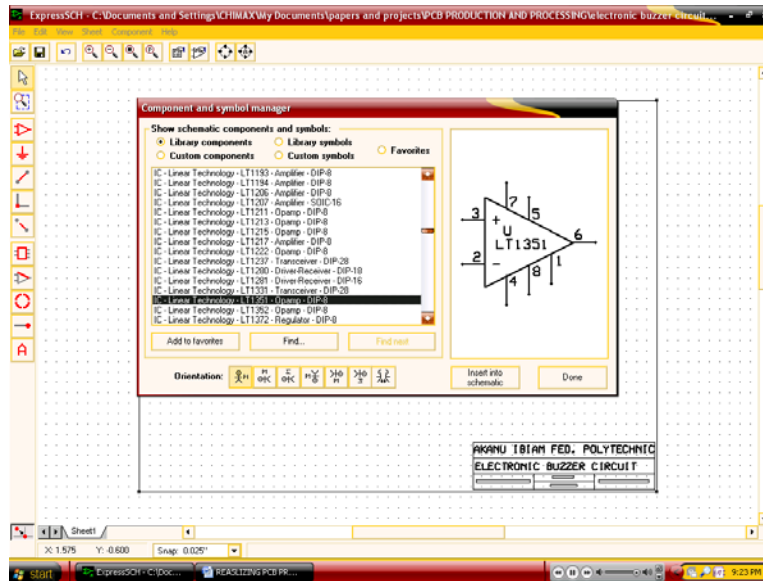 ExpressSCH - C:\Documents and Settings\CHIMAX\My Documents\papers and projects\PCB PRODUCTION AND PROCESSING\electronic buzzer circuit...
File Edit View Sheet Component Help
Component and symbol manager
Show schematic components and symbols:
Library components Library symbols Favorites
Custom components Custom symbols
IC - Linear Technology - LT1193 - Amplifier - DIP-8
IC - Linear Technology - LT1194 - Amplifier - DIP-8
IC - Linear Technology - LT1206 - Amplifier - DIP-8
IC - Linear Technology - LT1207 - Amplifier - SOIC-16
IC - Linear Technology - LT1211 - Opamp - DIP-8
IC - Linear Technology - LT1213 - Opamp - DIP-8
IC - Linear Technology - LT1215 - Opamp - DIP-8
IC - Linear Technology - LT1217 - Amplifier - DIP-8
IC - Linear Technology - LT1222 - Opamp - DIP-8
IC - Linear Technology - LT1237 - Transceiver - DIP-28
IC - Linear Technology - LT1280 - Driver-Receiver - DIP-18
IC - Linear Technology - LT1281 - Driver-Receiver - DIP-16
IC - Linear Technology - LT1331 - Transceiver - DIP-28
IC - Linear Technology - LT1351 - Opamp - DIP-8
IC - Linear Technology - LT1352 - Opamp - DIP-8
IC - Linear Technology - LT1372 - Regulator - DIP-8
Add to favorites Find... Find next
7
3 + 5
U 6
LT1351
2 - 1
8
4
Orientation:
Insert into schematic Done
AKANU IBIAM FED. POLYTECHNIC
ELECTRONIC BUZZER CIRCUIT
A
Sheet1
X: 1.575 Y: -0.600 Snap: 0.025"
start ExpressSCH - C:\Doc... REASLIZING PCB PR... 9:23 PM